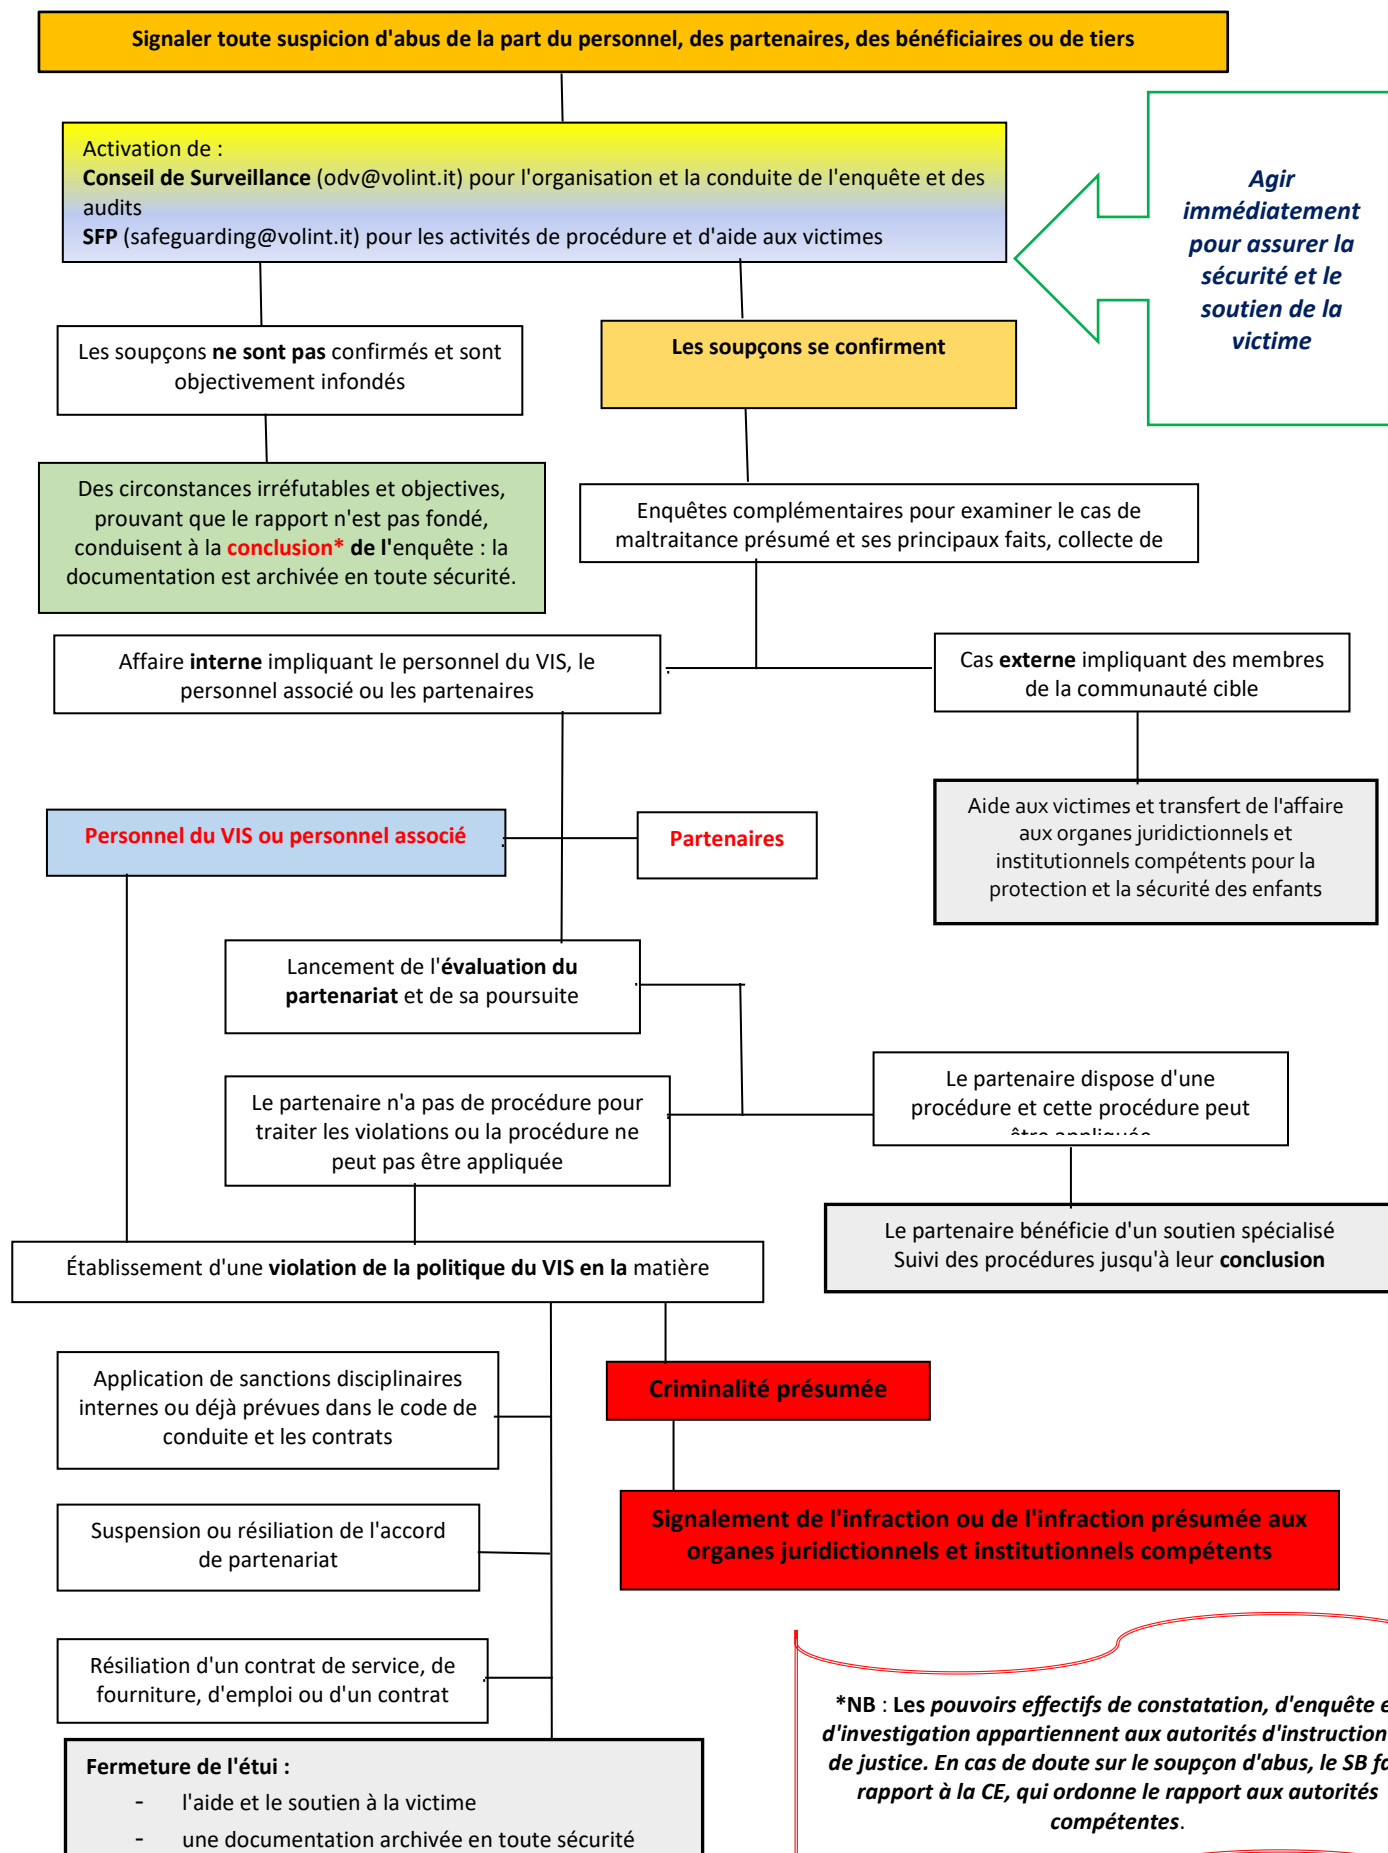 Signaler toute suspicion d'abus de la part du personnel, des partenaires, des bénéficiaires ou de tiers
Activation de :
Conseil de Surveillance (odv@volint.it) pour l'organisation et la conduite de l'enquête et des
audits
SFP (safeguarding@volint.it) pour les activités de procédure et d'aide aux victimes
Agir
immédiatement
pour assurer la
sécurité et le
soutien de la
victime
Les soupçons ne sont pas confirmés et sont
objectivement infondés
Les soupçons se confirment
Des circonstances irréfutables et objectives,
prouvant que le rapport n'est pas fondé,
conduisent à la conclusion* de l'enquête : la
documentation est archivée en toute sécurité.
Enquêtes complémentaires pour examiner le cas de
maltraitance présumé et ses principaux faits, collecte de
Affaire interne impliquant le personnel du VIS, le
personnel associé ou les partenaires
Cas externe impliquant des membres
de la communauté cible
Personnel du VIS ou personnel associé
Partenaires
Aide aux victimes et transfert de l'affaire
aux organes juridictionnels et
institutionnels compétents pour la
protection et la sécurité des enfants
Lancement de l'évaluation du
partenariat et de sa poursuite
Le partenaire n'a pas de procédure pour
traiter les violations ou la procédure ne
peut pas être appliquée
Le partenaire dispose d'une
procédure et cette procédure peut
être appliquée
Le partenaire bénéficie d'un soutien spécialisé
Suivi des procédures jusqu'à leur conclusion
Établissement d'une violation de la politique du VIS en la matière
Application de sanctions disciplinaires
internes ou déjà prévues dans le code de
conduite et les contrats
Criminalité présumée
Suspension ou résiliation de l'accord
de partenariat
Signalement de l'infraction ou de l'infraction présumée aux
organes juridictionnels et institutionnels compétents
Résiliation d'un contrat de service, de
fourniture, d'emploi ou d'un contrat
*NB : Les pouvoirs effectifs de constatation, d'enquête
d'investigation appartiennent aux autorités d'instruction
de justice. En cas de doute sur le soupçon d'abus, le SB
rapport à la CE, qui ordonne le rapport aux autorités
compétentes.
Fermeture de l'étui :
- l'aide et le soutien à la victime
- une documentation archivée en toute sécurité